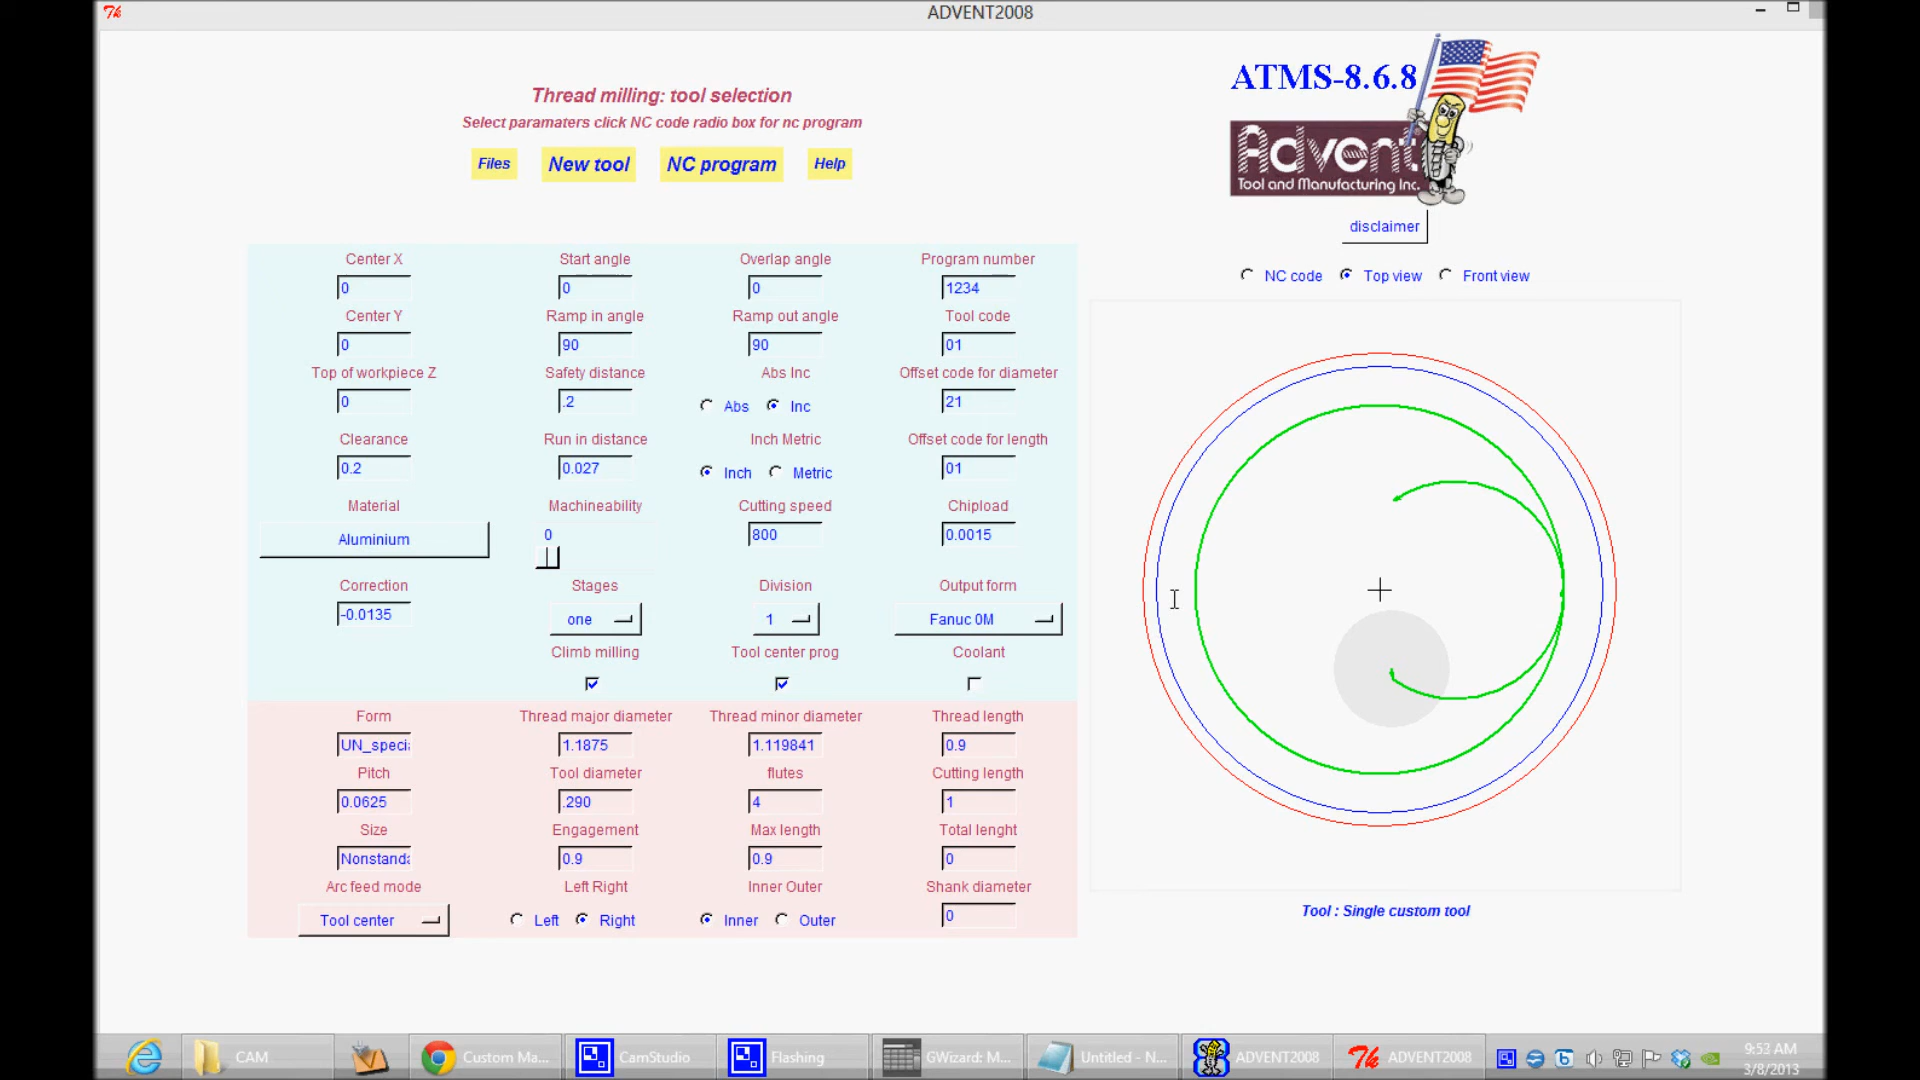 7k ADVENT2008
Thread milling: tool selection
Select paramaters click NC code radio box for nc program
Files New tool NC program Help
ATMS-8.6.8
Advent
Tool and Manufacturing Inc.
disclaimer
NC code Top view Front view
Center X Start angle Overlap angle Program number
0 0 0 1234
Center Y Ramp in angle Ramp out angle Tool code
0 90 90 01
Top of workpiece Z Safety distance Abs Inc Offset code for diameter
0 .2 Abs Inc 21
Clearance Run in distance Inch Metric Offset code for length
0.2 0.027 Inch Metric 01
Material Machineability Cutting speed Chipload
Aluminium 0 800 0.0015
Correction Stages Division Output form
-0.0135 one 1 Fanuc 0M
Climb milling Tool center prog Coolant
Form Thread major diameter Thread minor diameter Thread length
UN_speci 1.1875 1.119841 0.9
Pitch Tool diameter flutes Cutting length
0.0625 .290 4 1
Size Engagement Max length Total lenght
Nonstanda 0.9 0.9 0
Arc feed mode Left Right Inner Outer Shank diameter
Tool center Left Right Inner Outer 0
Tool : Single custom tool
CAM Custom Ma... CamStudio Flashing GWizard: M... Untitled - N... ADVENT2008 7k ADVENT2008 9:53 AM
3/8/2013